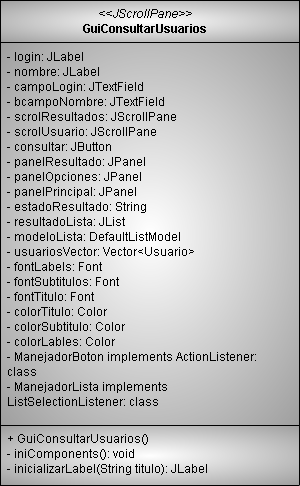 <<JScrollPane>>
GuiConsultarUsuarios
- login: JLabel
- nombre: JLabel
- campoLogin: JTextField
- bcampoNombre: JTextField
- scrolResultados: JScrollPane
- scrolUsuario: JScrollPane
- consultar: JButton
- panelResultado: JPanel
- panelOpciones: JPanel
- panelPrincipal: JPanel
- estadoResultado: String
- resultadoLista: JList
- modeloLista: DefaultListModel
- usuariosVector: Vector<Usuario>
- fontLabels: Font
- fontSubtitulos: Font
- fontTitulo: Font
- colorTitulo: Color
- colorSubtitulo: Color
- colorLables: Color
- ManejadorBoton implements ActionListener:
class
- ManejadorLista implements
ListSelectionListener: class
+ GuiConsultarUsuarios()
- iniComponents(): void
- inicializarLabel(String titulo): JLabel